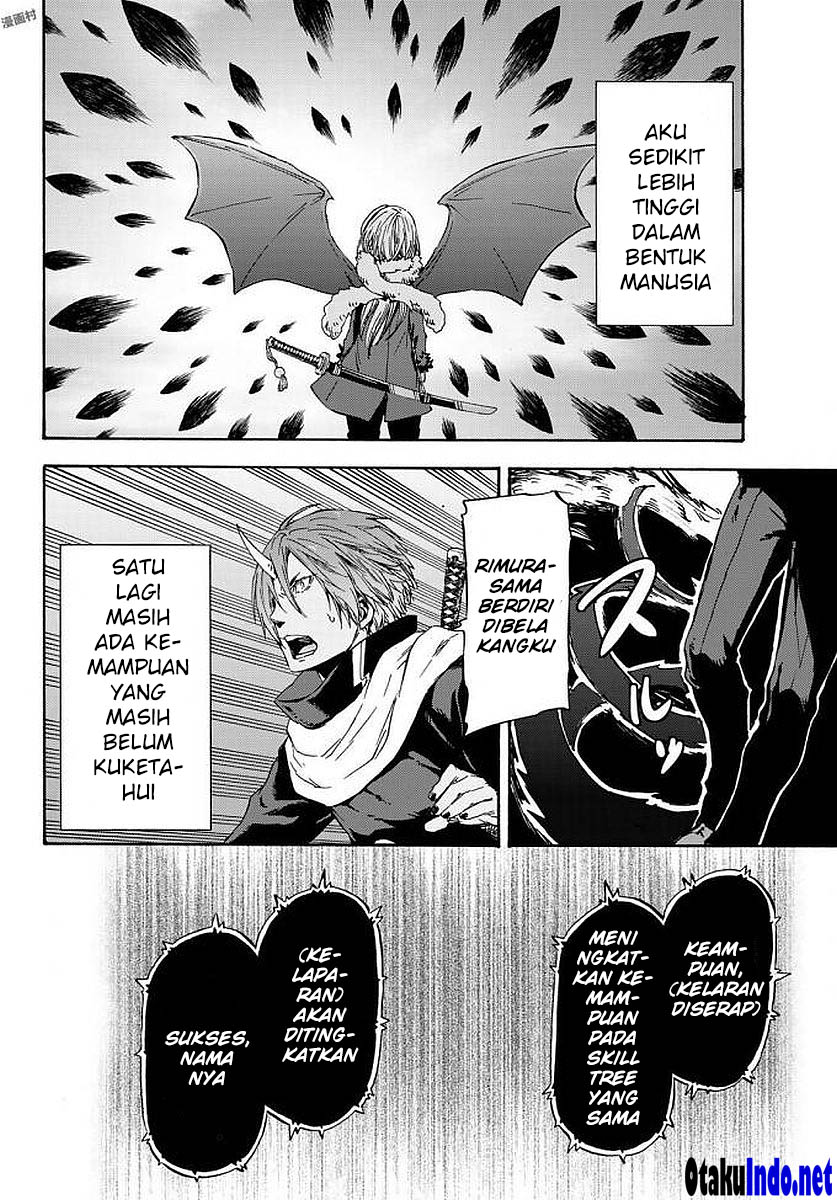 漫画村
AKU
SEDIKIT
LEBIH
TINGGI
DALAM
BENTUK
MANUSIA
RIMURA-
SAMA
BERDIRI
DIBELA
KANGKU
スルッ
SATU
LAGI
MASIH
ADA KE-
MAMPUAN
YANG
MASIH
BELUM
KUKETA-
HUI
KEAM-
PUAN,
(KELARAN
DISERAP)
MENI
NGKAT-
KAN KE-
MAM-
PUAN
PADA
SKILL
TREE
YANG
SAMA
(KE-
LAPA-
RAN)
AKAN
DITING-
KATKAN
SUKSES,
NAMA
NYA
OtakuIndo.net